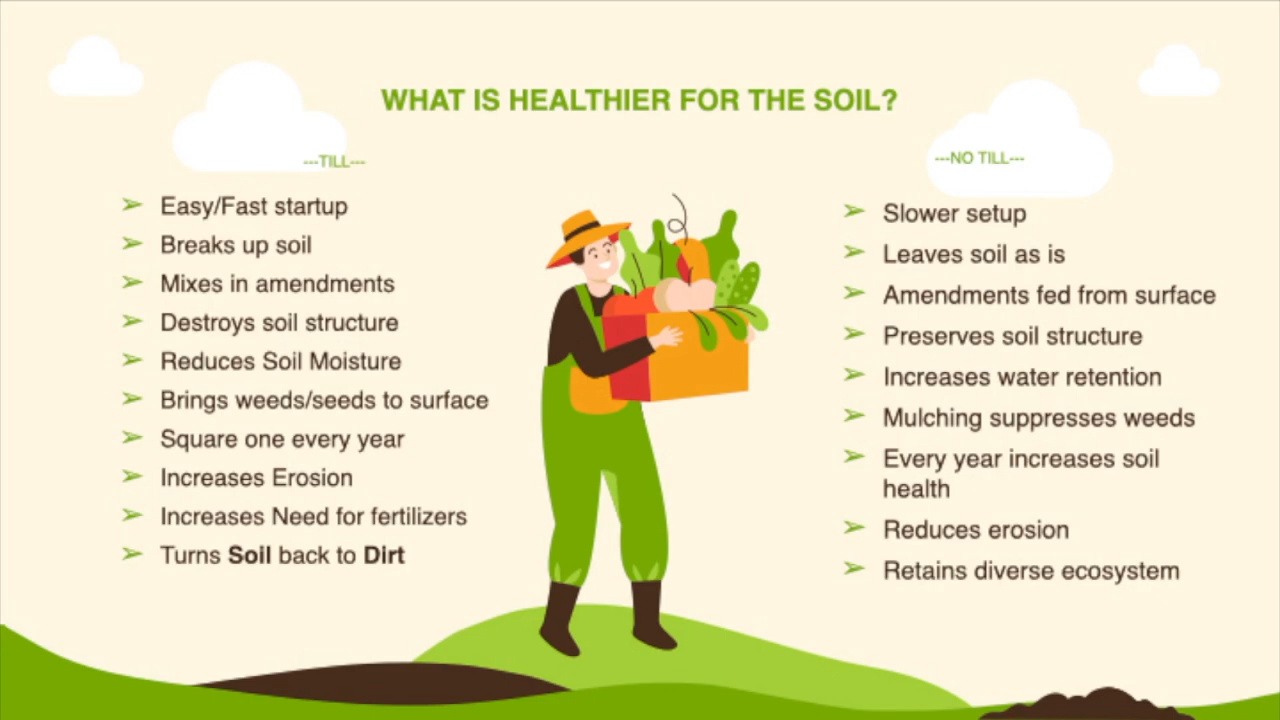 WHAT IS HEALTHIER FOR THE SOIL?
---TILL---
➢ Easy/Fast startup
➢ Breaks up soil
➢ Mixes in amendments
➢ Destroys soil structure
➢ Reduces Soil Moisture
➢ Brings weeds/seeds to surface
➢ Square one every year
➢ Increases Erosion
➢ Increases Need for fertilizers
➢ Turns Soil back to Dirt
---NO TILL---
➢ Slower setup
➢ Leaves soil as is
➢ Amendments fed from surface
➢ Preserves soil structure
➢ Increases water retention
➢ Mulching suppresses weeds
➢ Every year increases soil
health
➢ Reduces erosion
➢ Retains diverse ecosystem